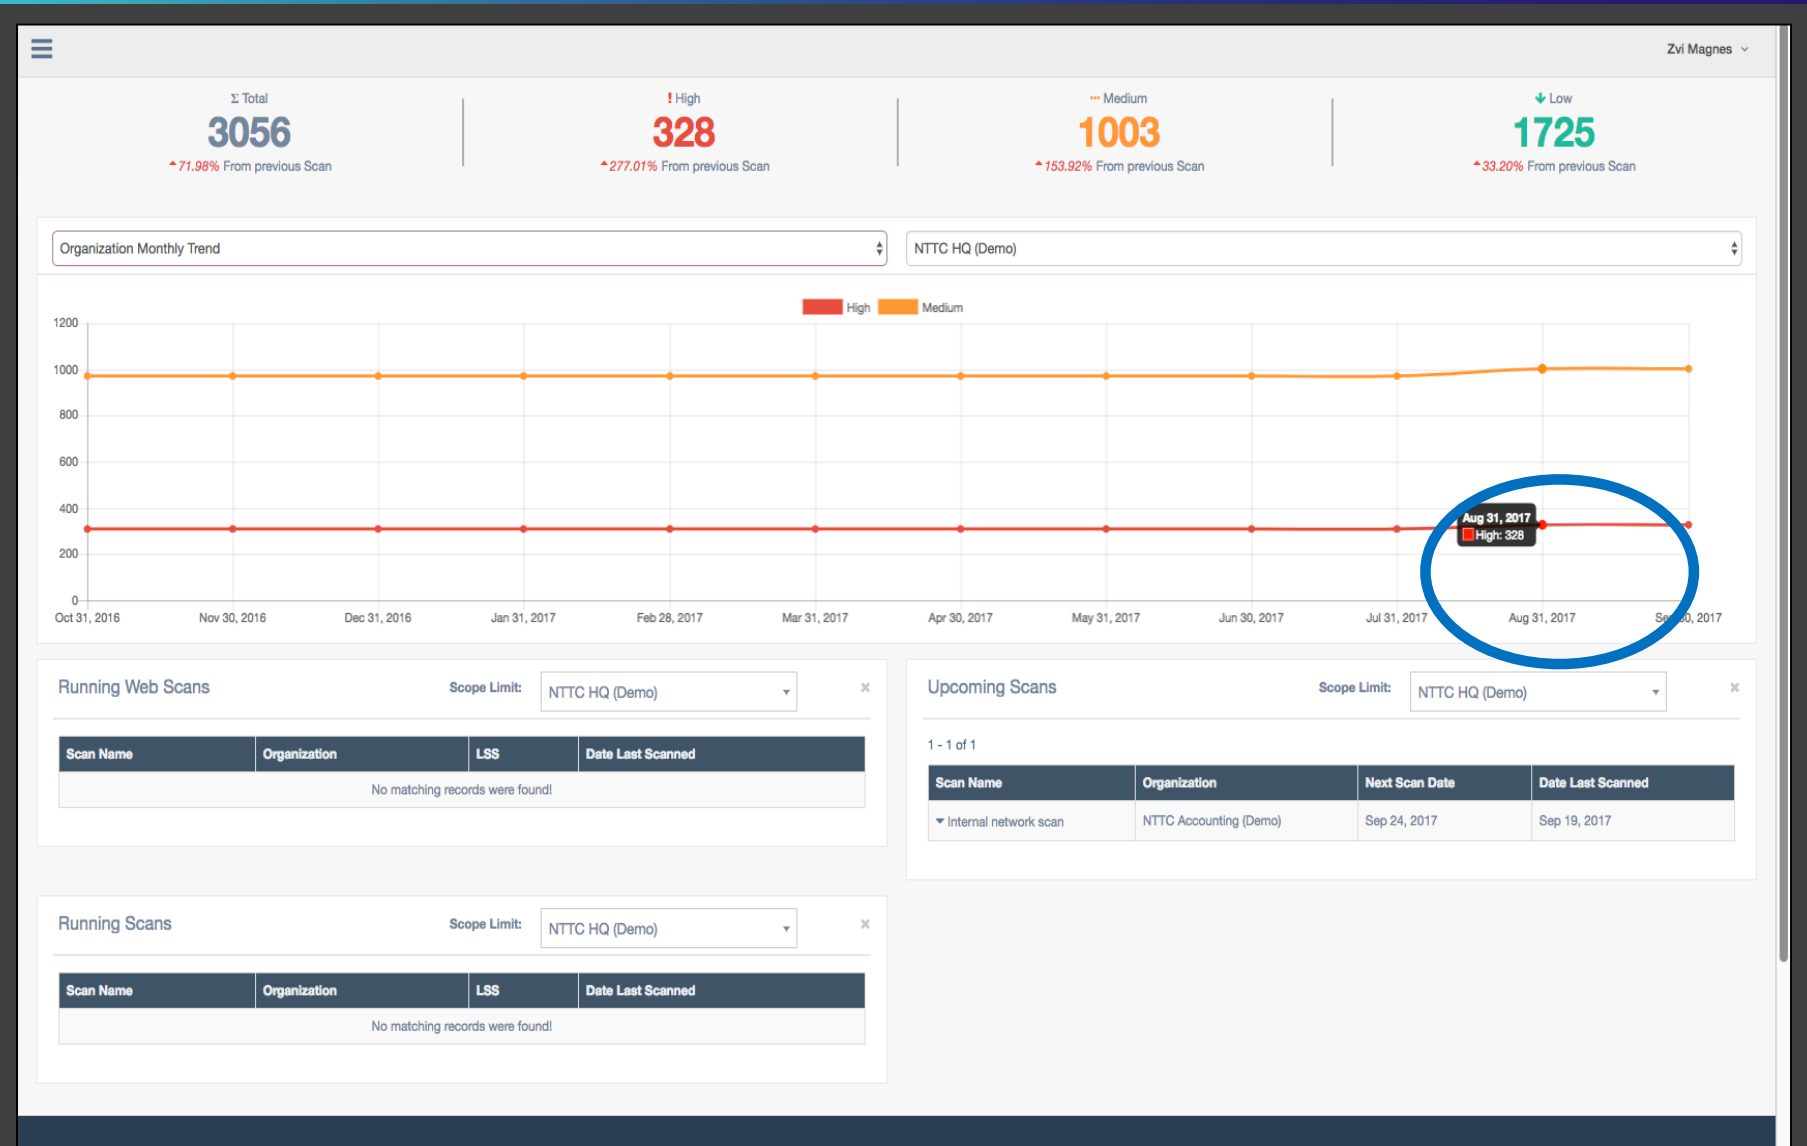 Zvi Magnes
Σ Total
3056
71.98% From previous Scan
! High
328
277.01% From previous Scan
Medium
1003
153.92% From previous Scan
Low
1725
33.20% From previous Scan
Organization Monthly Trend
NTTC HQ (Demo)
High Medium
1200
1000
800
600
400
200
0
Aug 31, 2017
High: 328
Oct 31, 2016 Nov 30, 2016 Dec 31, 2016 Jan 31, 2017 Feb 28, 2017 Mar 31, 2017 Apr 30, 2017 May 31, 2017 Jun 30, 2017 Jul 31, 2017 Aug 31, 2017 Sep 30, 2017
Running Web Scans Scope Limit: NTTC HQ (Demo)
Scan Name Organization LSS Date Last Scanned
No matching records were found!
Upcoming Scans Scope Limit: NTTC HQ (Demo)
1 - 1 of 1
Scan Name Organization Next Scan Date Date Last Scanned
Internal network scan NTTC Accounting (Demo) Sep 24, 2017 Sep 19, 2017
Running Scans Scope Limit: NTTC HQ (Demo)
Scan Name Organization LSS Date Last Scanned
No matching records were found!